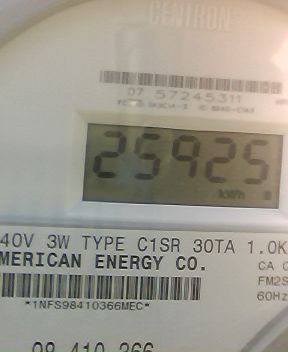 CENTRON
07 57245311
25925
kWh
40V 3W TYPE C1SR 30TA 1.0K
MERICAN ENERGY CO.
CA
FM2S
60Hz
*1NFS98410366MEC*
98 410 366